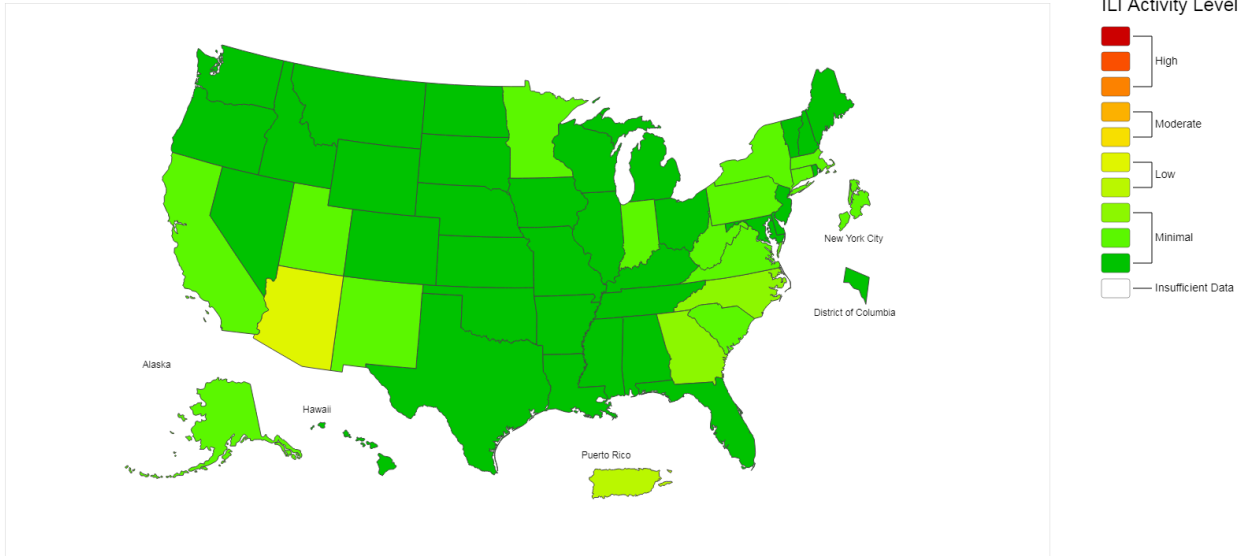 ILI Activity Level
High
Moderate
Low
Minimal
Insufficient Data
New York City
District of Columbia
Alaska
Hawaii
Puerto Rico